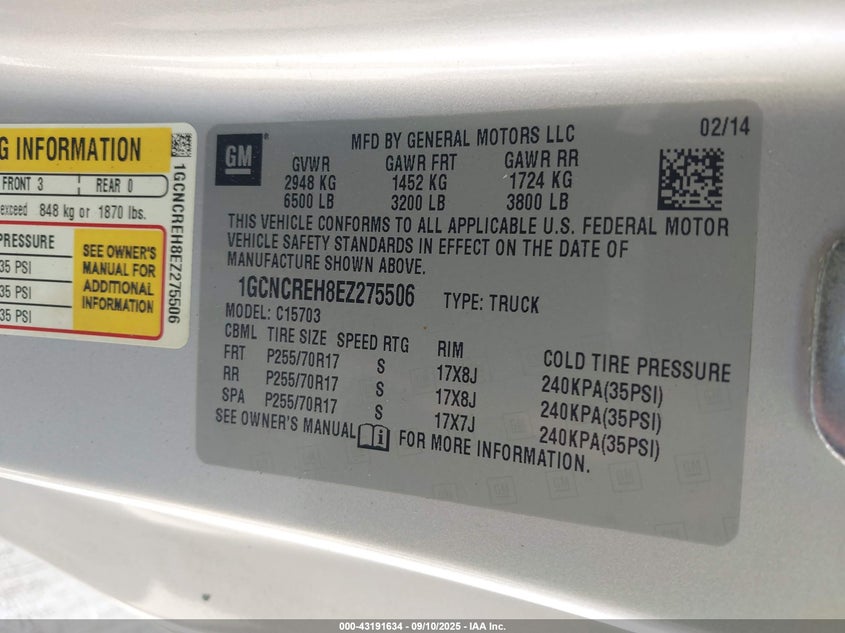 G INFORMATION
FRONT 3 REAR 0
exceed 848 kg or 1870 lbs.
PRESSURE
35 PSI
35 PSI
35 PSI
SEE OWNER'S
MANUAL FOR
ADDITIONAL
INFORMATION
1GCNCREH8EZ275506
GM
MFD BY GENERAL MOTORS LLC
02/14
GVWR GAWR FRT GAWR RR
2948 KG 1452 KG 1724 KG
6500 LB 3200 LB 3800 LB
THIS VEHICLE CONFORMS TO ALL APPLICABLE U.S. FEDERAL MOTOR
VEHICLE SAFETY STANDARDS IN EFFECT ON THE DATE OF
MANUFACTURE SHOWN ABOVE.
1GCNCREH8EZ275506 TYPE: TRUCK
MODEL: C15703
CBML TIRE SIZE SPEED RTG RIM COLD TIRE PRESSURE
FRT P255/70R17 S 17X8J 240KPA(35PSI)
RR P255/70R17 S 17X8J 240KPA(35PSI)
SPA P255/70R17 S 17X7J 240KPA(35PSI)
SEE OWNER'S MANUAL FOR MORE INFORMATION.
000-43191634 - 09/10/2025 - IAA Inc.